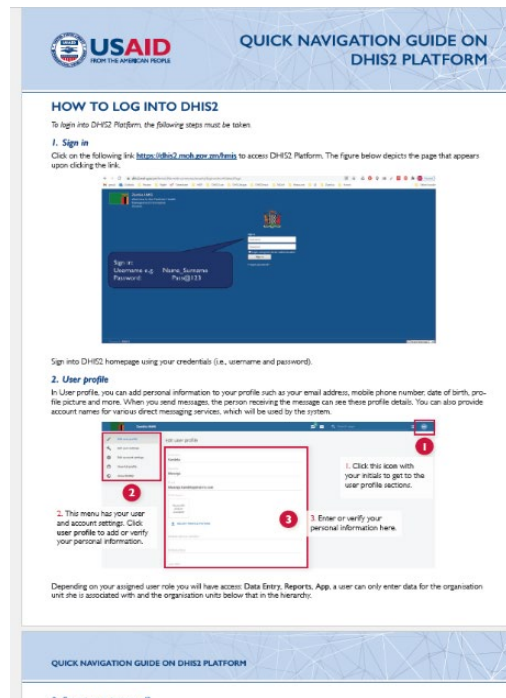 USAID
FROM THE AMERICAN PEOPLE
QUICK NAVIGATION GUIDE ON
DHIS2 PLATFORM
HOW TO LOG INTO DHIS2
To login into DHIS2 Platform, the following steps must be taken.
1. Sign in
Click on the following link https://dhis2.moh.gov.zm/hmis to access DHIS2 Platform. The figure below depicts the page that appears
upon clicking the link.
Sign in:
Username e.g. Name_Surname
Password: Pass@123
Sign into DHIS2 homepage using your credentials (i.e., username and password).
2. User profile
In User profile, you can add personal information to your profile such as your email address, mobile phone number, date of birth, pro-
file picture and more. When you send messages, the person receiving the message can see these profile details. You can also provide
account names for various direct messaging services, which will be used by the system.
Edit user profile
1
1. Click this icon with
your initials to get to the
user profile sections.
2
2. This menu has your user
and account settings. Click
user profile to add or verify
your personal information.
3
3. Enter or verify your
personal information here.
Depending on your assigned user role you will have access: Data Entry, Reports, App, a user can only enter data for the organisation
unit she is associated with and the organisation units below that in the hierarchy.
QUICK NAVIGATION GUIDE ON DHIS2 PLATFORM